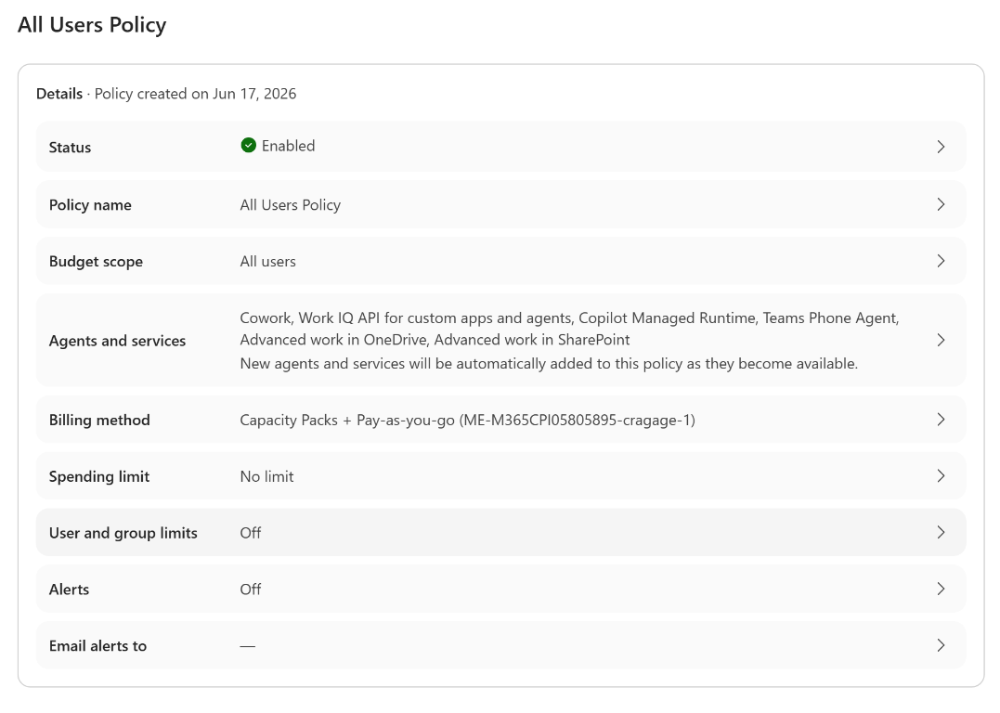 All Users Policy
Details · Policy created on Jun 17, 2026
Status
Enabled
Policy name
All Users Policy
Budget scope
All users
Agents and services
Cowork, Work IQ API for custom apps and agents, Copilot Managed Runtime, Teams Phone Agent,
Advanced work in OneDrive, Advanced work in SharePoint
New agents and services will be automatically added to this policy as they become available.
Billing method
Capacity Packs + Pay-as-you-go (ME-M365CPI05805895-cragage-1)
Spending limit
No limit
User and group limits
Off
Alerts
Off
Email alerts to
—